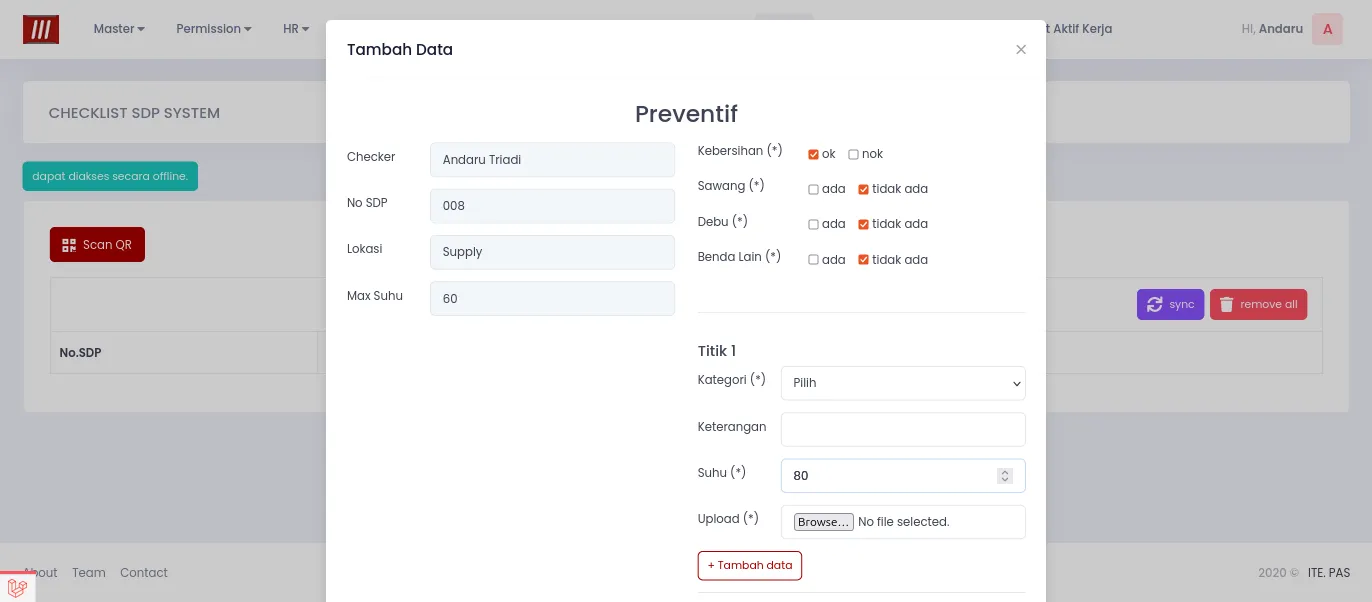 Master
Permission
HR
t Aktif Kerja
Hi, Andaru
A
CHECKLIST SDP SYSTEM
dapat diakses secara offline.
Scan QR
sync
remove all
No.SDP
Tambah Data
Preventif
Checker
Andaru Triadi
No SDP
008
Lokasi
Supply
Max Suhu
60
Kebersihan (*)
ok nok
Sawang (*)
ada tidak ada
Debu (*)
ada tidak ada
Benda Lain (*)
ada tidak ada
Titik 1
Kategori (*)
Pilih
Keterangan
Suhu (*)
80
Upload (*)
Browse... No file selected.
+ Tambah data
About
Team
Contact
2020 © ITE. PAS